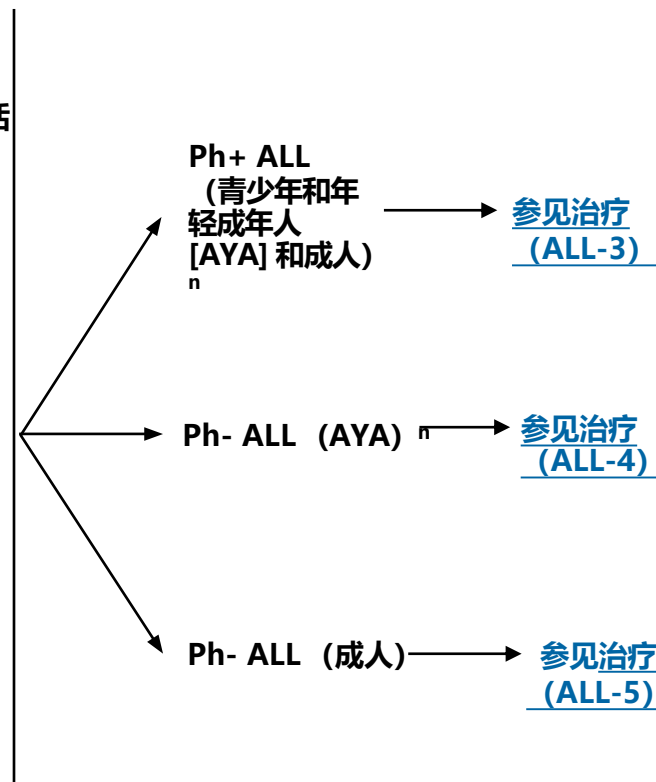 括
Ph+ ALL
（青少年和年
轻成年人
[AYA] 和成人）
n
参见治疗
（ALL-3）
Ph- ALL（AYA）n
参见治疗
（ALL-4）
Ph- ALL（成人）
参见治疗
（ALL-5）